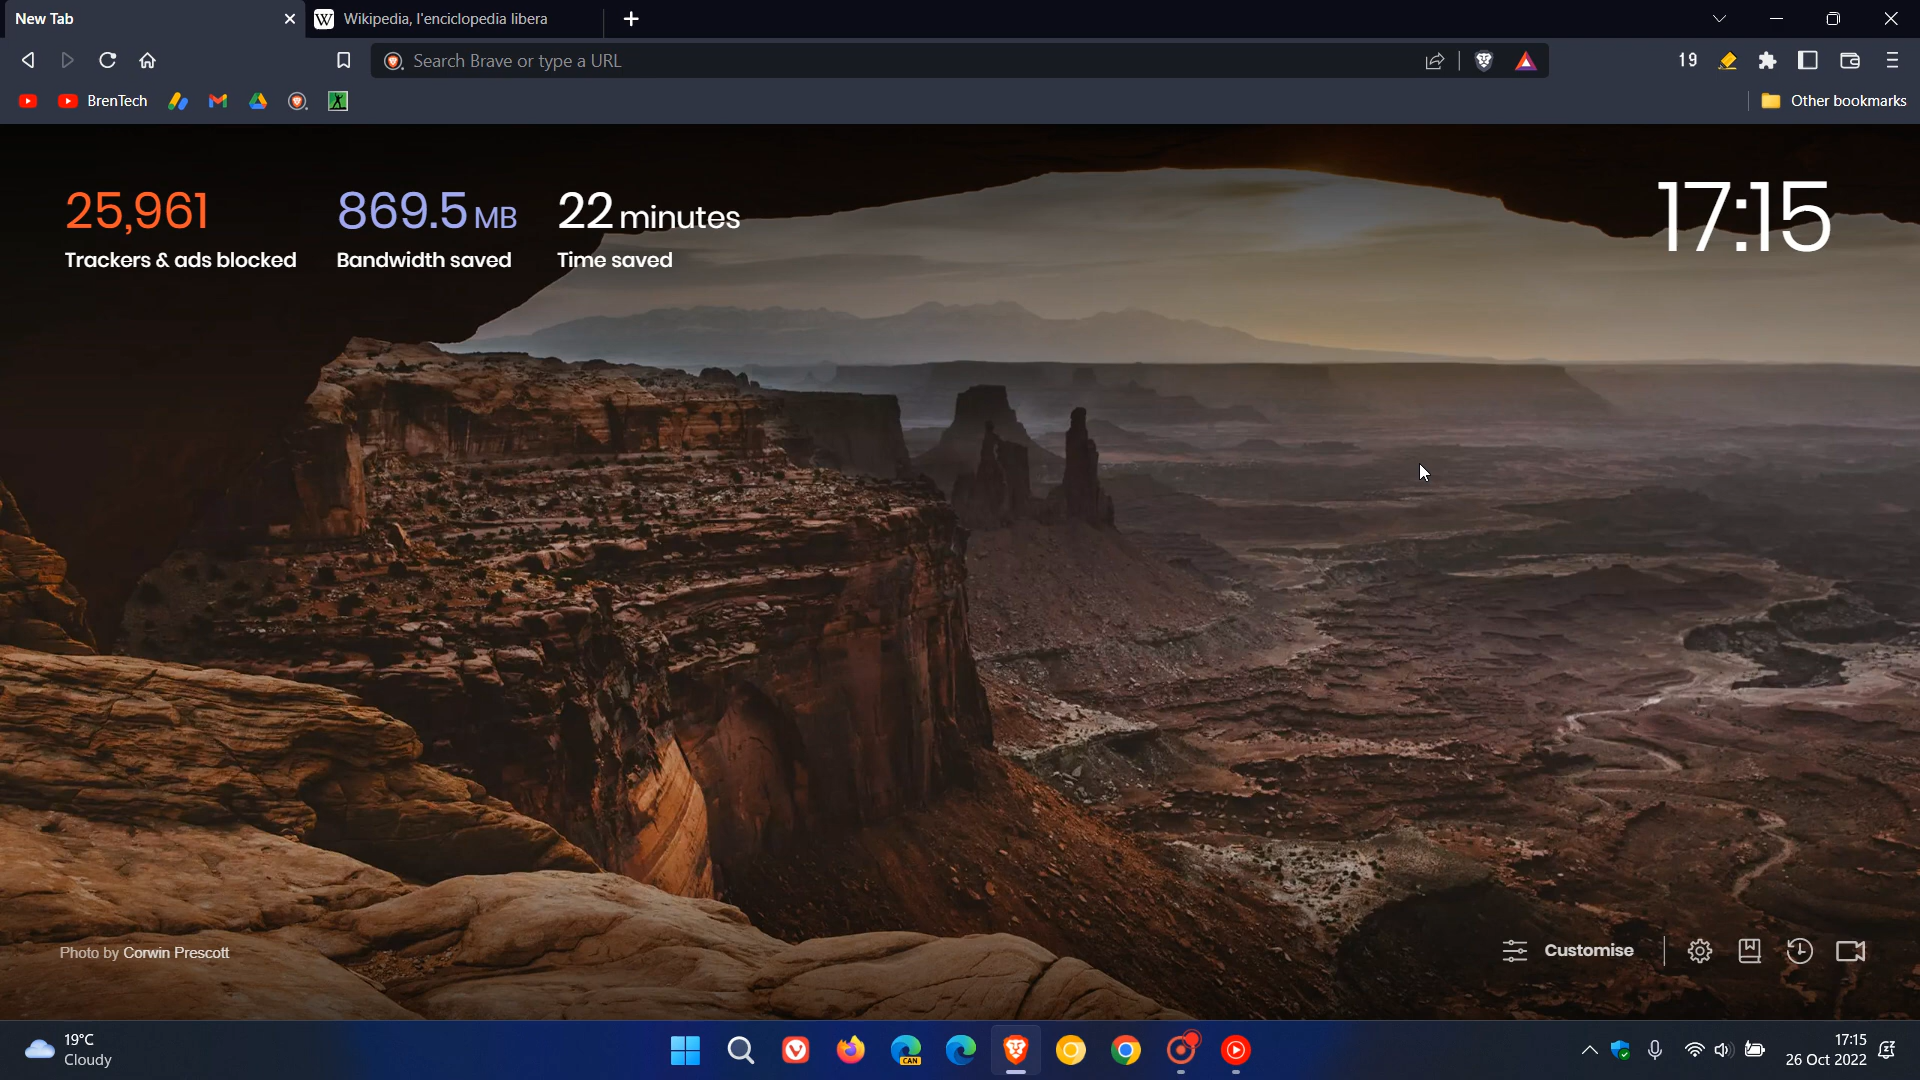 New Tab
Wikipedia, l'enciclopedia libera
Search Brave or type a URL
19
BrenTech
Other bookmarks
25,961
Trackers & ads blocked
869.5 MB
Bandwidth saved
22 minutes
Time saved
17:15
Photo by Corwin Prescott
Customise
19°C
Cloudy
CAN
17:15
26 Oct 2022